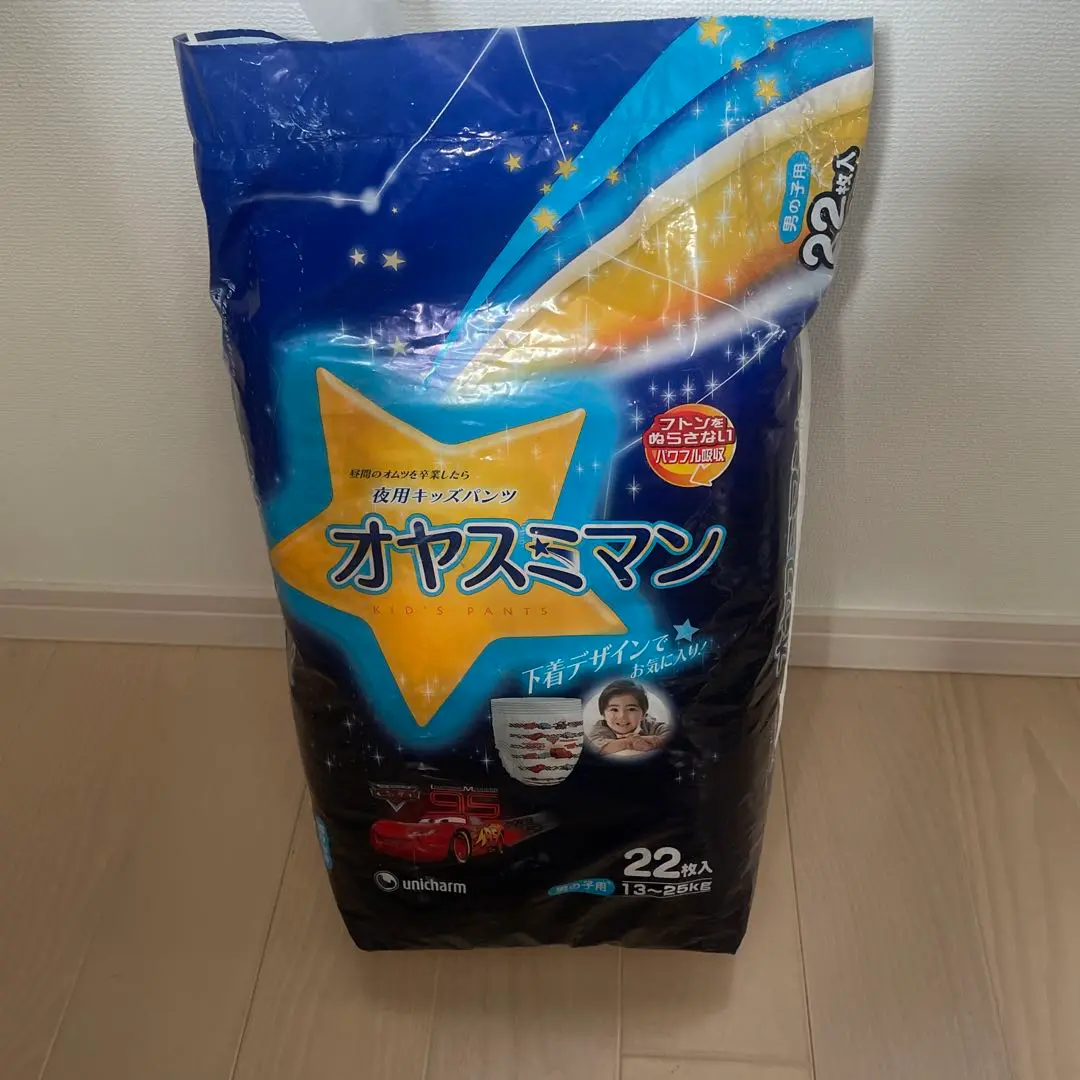 男の子用
22枚入
フトンを
ぬらさない
パワフル吸収
昼間のオムツを卒業したら
夜用キッズパンツ
オヤスミマン
KID'S PANTS
下着デザインで
お気に入り!
95
unicharm
男の子用
22枚入
13~25kg